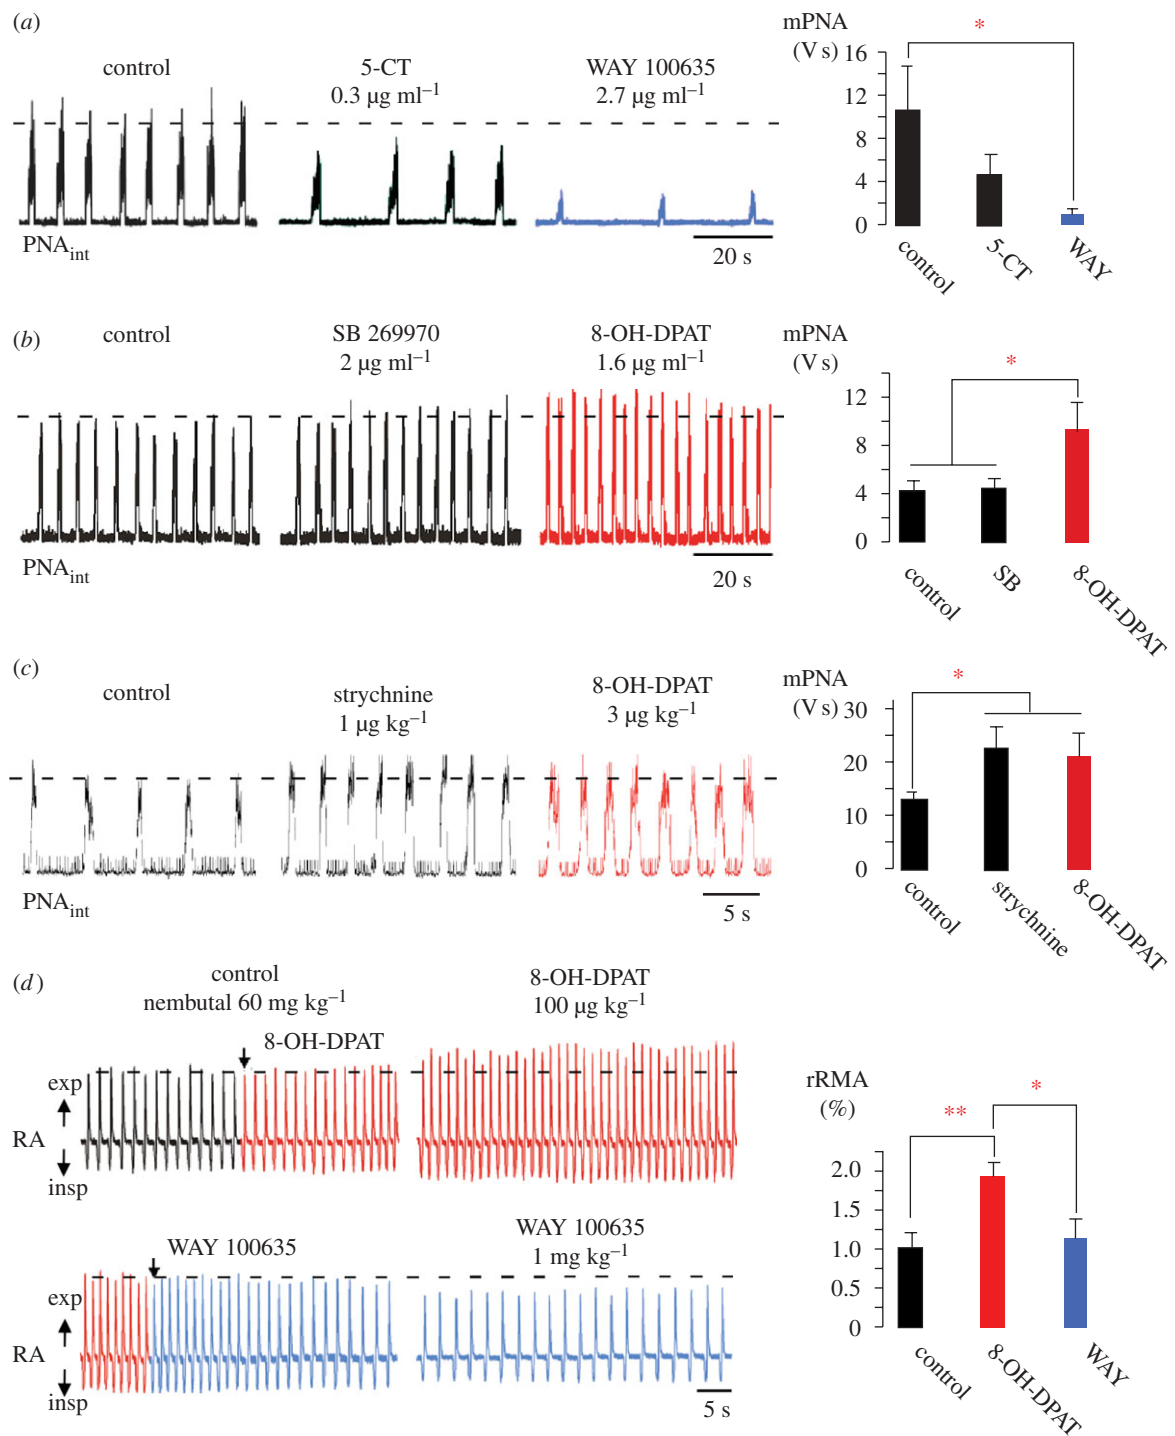 (a)
control
5-CT
0.3 µg ml⁻¹
WAY 100635
2.7 µg ml⁻¹
PNAint
20 s
mPNA
(V s)
16
12
8
4
0
*
control
5-CT
WAY
(b)
control
SB 269970
2 µg ml⁻¹
8-OH-DPAT
1.6 µg ml⁻¹
PNAint
20 s
mPNA
(V s)
12
8
4
0
*
control
SB
8-OH-DPAT
(c)
control
strychnine
1 µg kg⁻¹
8-OH-DPAT
3 µg kg⁻¹
PNAint
5 s
mPNA
(V s)
30
20
10
0
*
control
strychnine
8-OH-DPAT
(d)
control
nembutal 60 mg kg⁻¹
8-OH-DPAT
100 µg kg⁻¹
8-OH-DPAT
exp
RA
insp
WAY 100635
WAY 100635
1 mg kg⁻¹
exp
RA
insp
5 s
rRMA
(%)
2.0
1.5
1.0
0.5
0
**
*
control
8-OH-DPAT
WAY